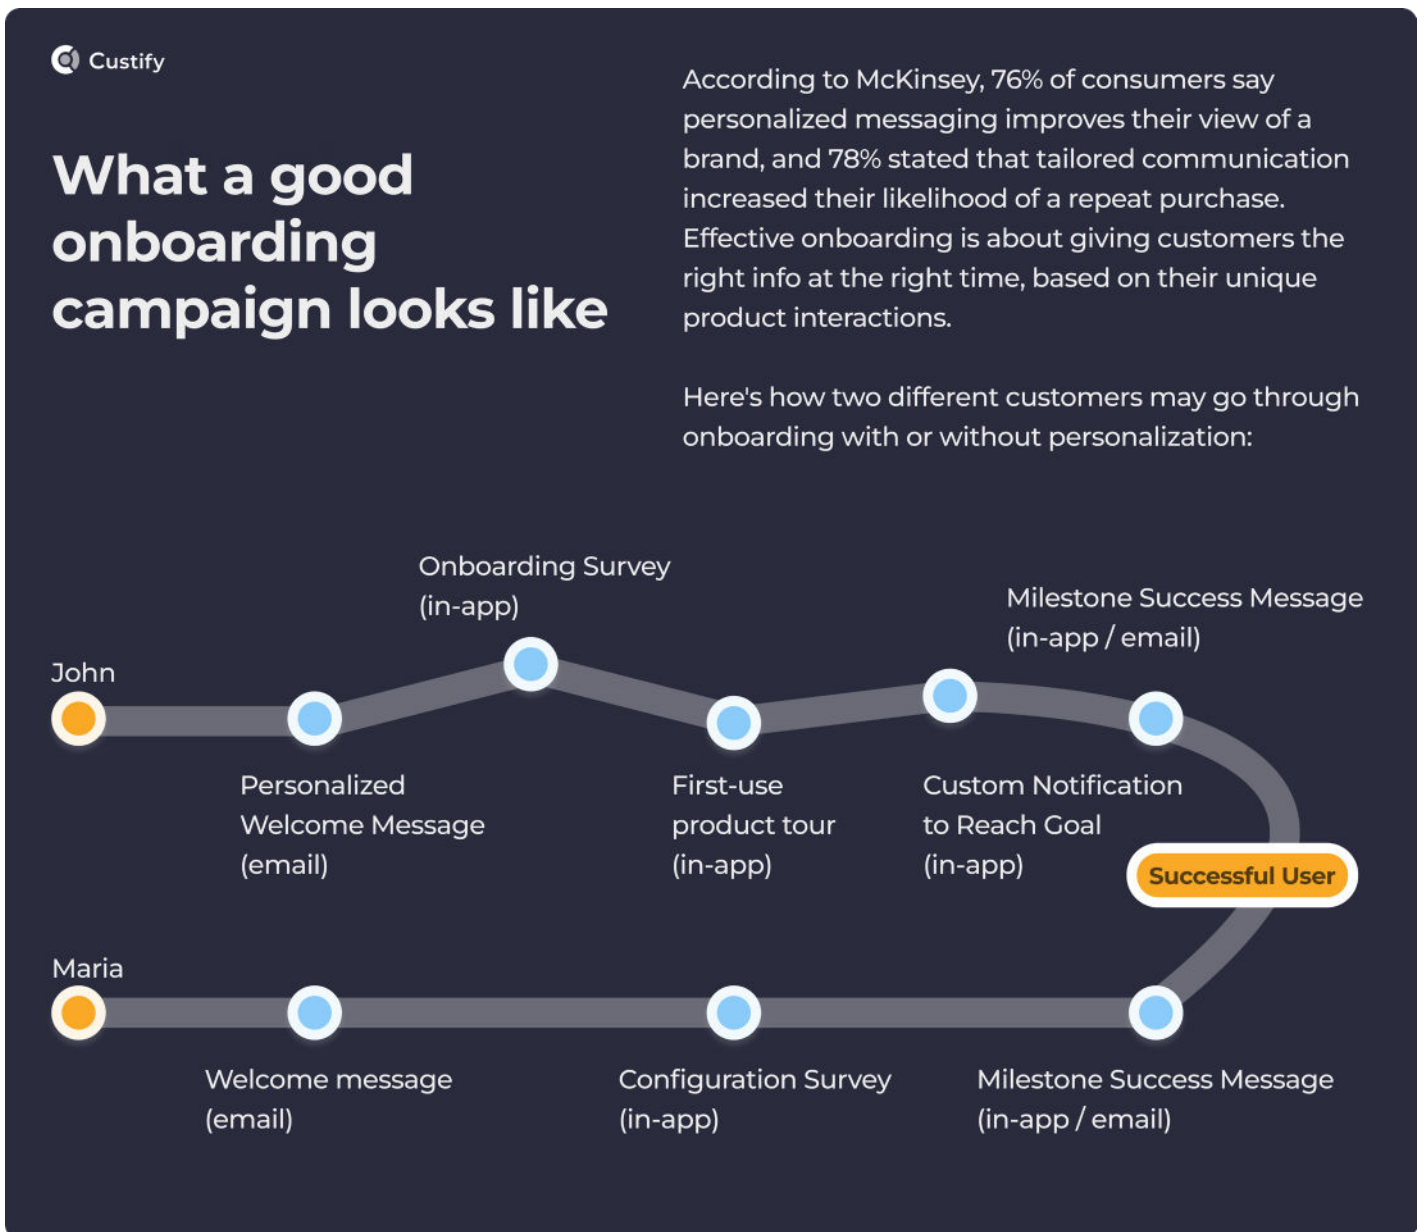 Custify
What a good
onboarding
campaign looks like
According to McKinsey, 76% of consumers say
personalized messaging improves their view of a
brand, and 78% stated that tailored communication
increased their likelihood of a repeat purchase.
Effective onboarding is about giving customers the
right info at the right time, based on their unique
product interactions.
Here's how two different customers may go through
onboarding with or without personalization:
John
Personalized
Welcome Message
(email)
Onboarding Survey
(in-app)
First-use
product tour
(in-app)
Custom Notification
to Reach Goal
(in-app)
Milestone Success Message
(in-app / email)
Successful User
Maria
Welcome message
(email)
Configuration Survey
(in-app)
Milestone Success Message
(in-app / email)